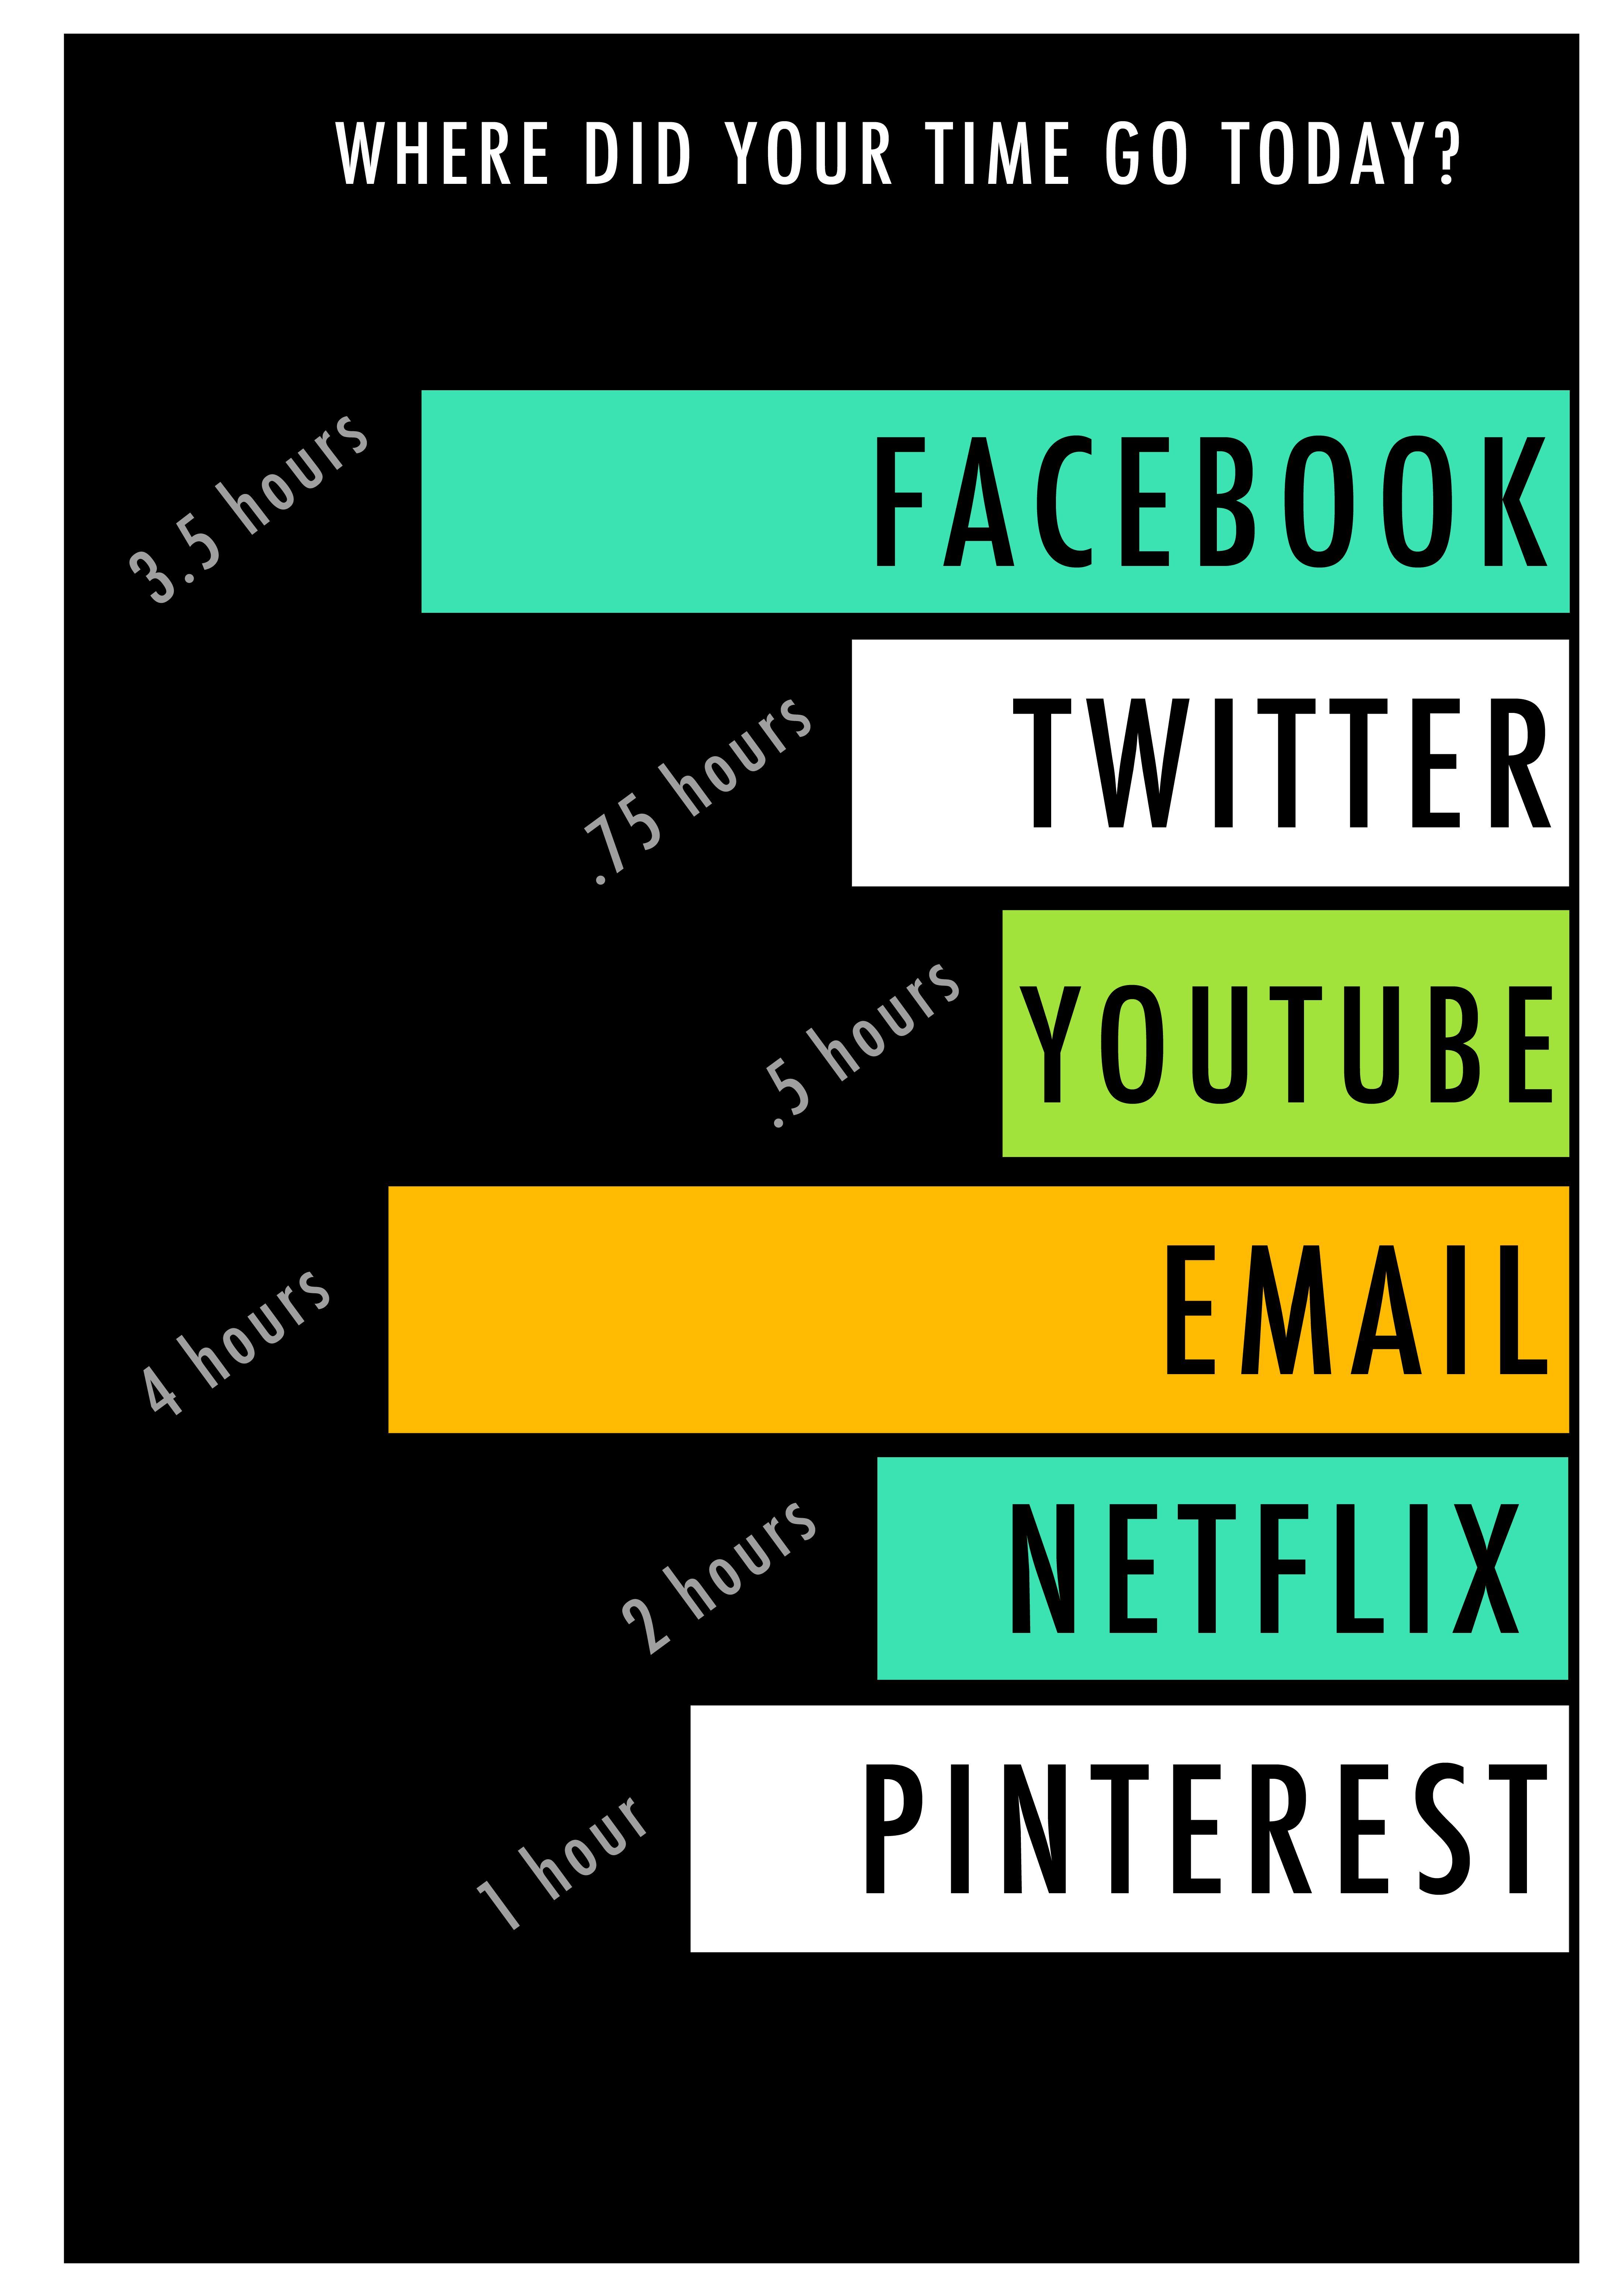 WHERE DID YOUR TIME GO TODAY?
3.5 hours
FACEBOOK
.75 hours
TWITTER
.5 hours
YOUTUBE
4 hours
EMAIL
2 hours
NETFLIX
1 hour
PINTEREST